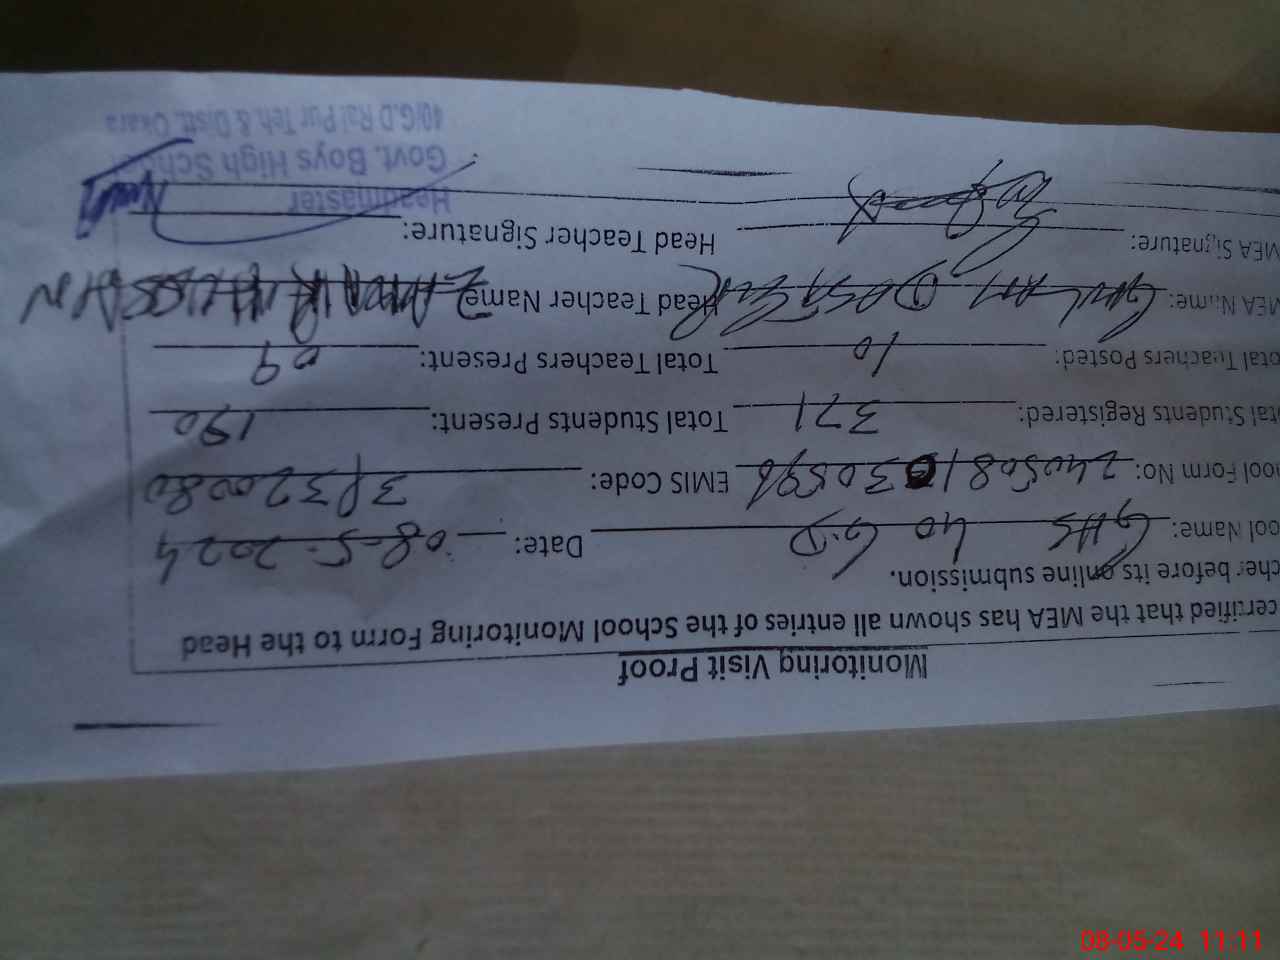 Monitoring Visit Proof
certified that the MEA has shown all entries of the School Monitoring Form to the Head
cher before its online submission.
ool Name: GHS 40 G.D Date: 08-5-2024
ool Form No: EMIS Code:
tal Students Registered: 371 Total Students Present: 190
otal Teachers Posted: 10 Total Teachers Present: 09
MEA Name: GHULAM DASTGEER Head Teacher Name
MEA Signature: Head Teacher Signature:
Headmaster
Govt. Boys High School
40/G.D Rai Pur Teh. & Distt. Okara
08-05-24 11:11